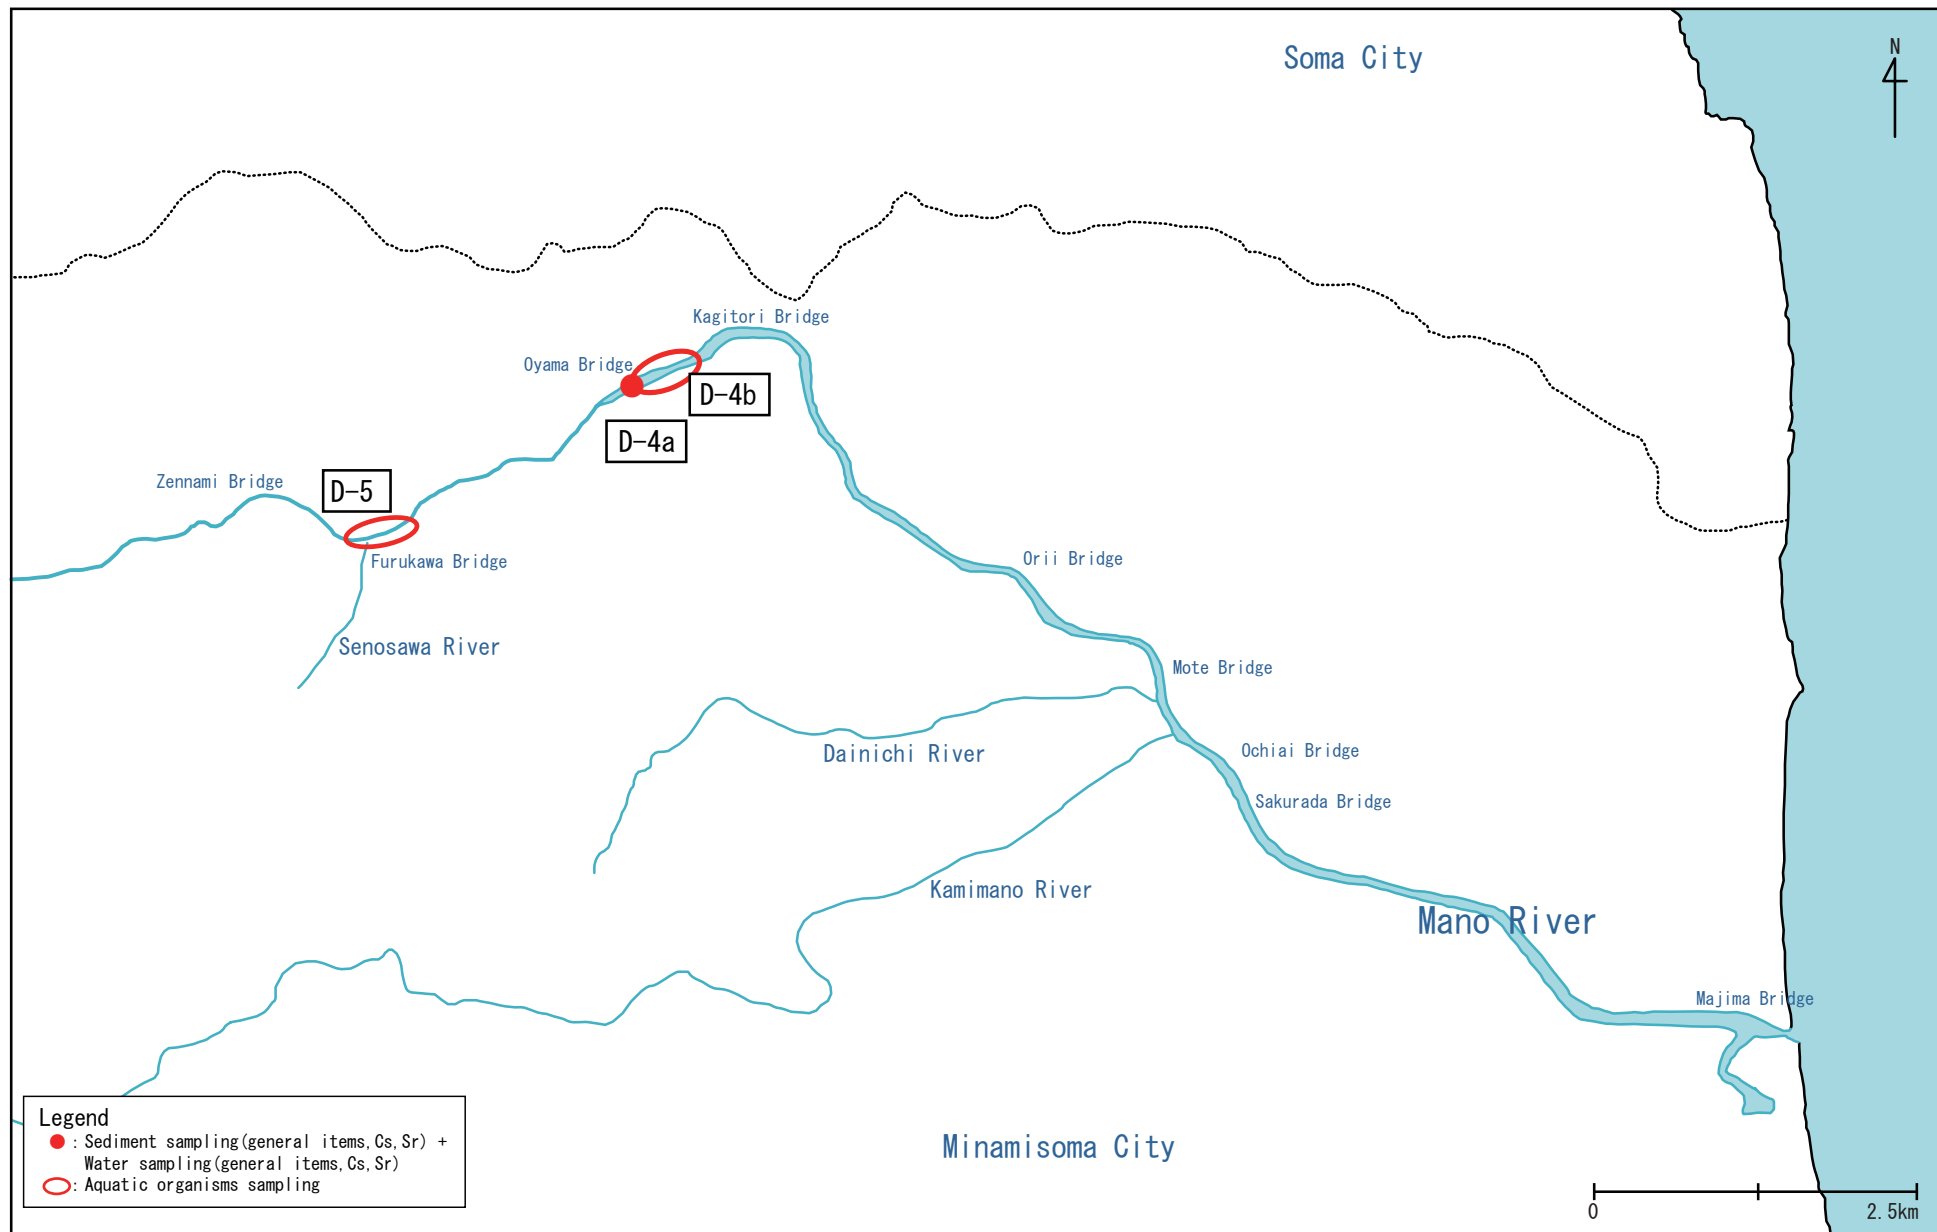 Soma City
N
Kagitori Bridge
Oyama Bridge
D-4b
D-4a
Zennami Bridge
D-5
Furukawa Bridge
Orii Bridge
Senosawa River
Mote Bridge
Dainichi River
Ochiai Bridge
Sakurada Bridge
Kamimano River
Mano River
Majima Bridge
Minamisoma City
Legend
: Sediment sampling(general items,Cs,Sr) +
Water sampling(general items,Cs,Sr)
: Aquatic organisms sampling
0 2.5km